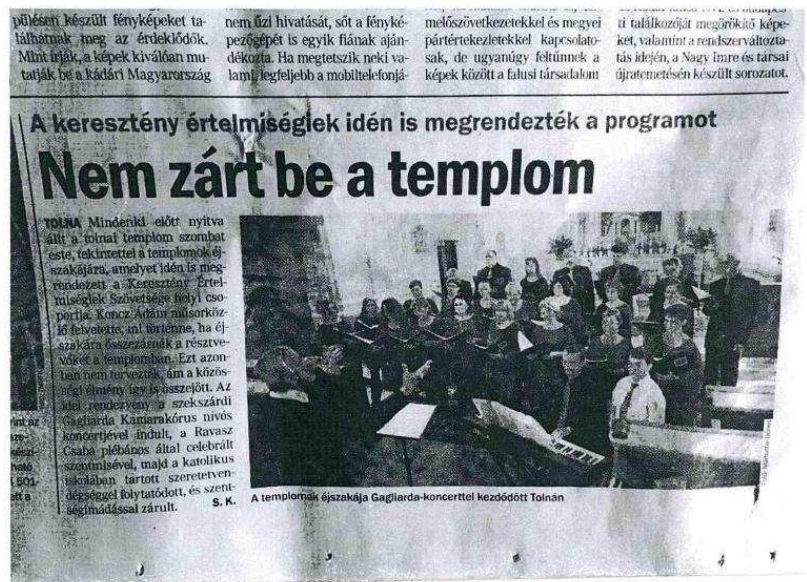 pülésen készült fényképeket ta-
lálhatnak meg az érdeklődők.
Mint írják, a képek kiválóan mu-
tatják be a kádári Magyarország
nem űzi hivatását, sőt a fényké-
pezőgépét is egyik fiának aján-
dékozta. Ha megtetszik neki va-
lami, legfeljebb a mobiltelefonjá-
melőszövetkezetekkel és megyei
pártértekezletekkel kapcsolato-
sak, de ugyanúgy feltűnnek a
képek között a falusi társadalom
ti találkozóját megörökítő képe-
ket, valamint a rendszerváltozta-
tás idején, a Nagy Imre és társai
újratemetésén készült sorozatot.
A keresztény értelmiségiek idén is megrendezték a programot
Nem zárt be a templom
TOLNA Mindenki előtt nyitva
állt a tolnai templom szombat
este, tekintettel a templomok éj-
szakájára, amelyet idén is meg-
rendezett a Keresztény Értel-
miségiek Szövetsége helyi cso-
portja. Koncz Ádám műsorköz-
lő felvetette, mi történne, ha éj-
szakára összezárnák a résztve-
vőket a templomban. Ezt azon-
ban nem tervezték, ám a közös-
ségi élmény így is összejött. Az
idei rendezvény a szekszárdi
Gagliarda Kamarakórus nívós
koncertjével indult, a Ravasz
Csaba plébános által celebrált
szentmisével, majd a katolikus
iskolában tartott szeretetven-
dégséggel folytatódott, és szent-
ségimádással zárult.
S. K.
A templomok éjszakája Gagliarda-koncerttel kezdődött Tolnán